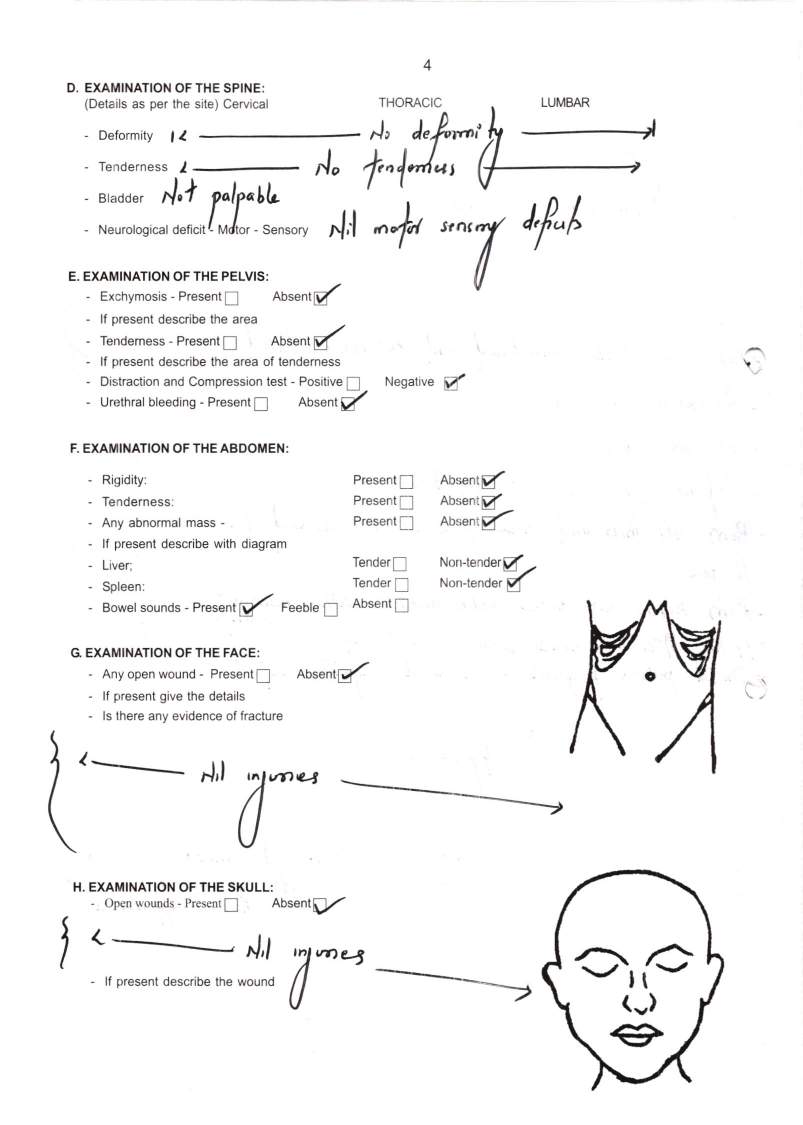 4
D. EXAMINATION OF THE SPINE:
(Details as per the site) Cervical THORACIC LUMBAR
- Deformity No deformity
- Tenderness No tenderness
- Bladder Not palpable
- Neurological deficit - Motor - Sensory Nil motor sensory deficits
E. EXAMINATION OF THE PELVIS:
- Exchymosis - Present ☐ Absent ☑
- If present describe the area
- Tenderness - Present ☐ Absent ☑
- If present describe the area of tenderness
- Distraction and Compression test - Positive ☐ Negative ☑
- Urethral bleeding - Present ☐ Absent ☑
F. EXAMINATION OF THE ABDOMEN:
- Rigidity: Present ☐ Absent ☑
- Tenderness: Present ☐ Absent ☑
- Any abnormal mass - Present ☐ Absent ☑
- If present describe with diagram
- Liver; Tender ☐ Non-tender ☑
- Spleen: Tender ☐ Non-tender ☑
- Bowel sounds - Present ☑ Feeble ☐ Absent ☐
G. EXAMINATION OF THE FACE:
- Any open wound - Present ☐ Absent ☑
- If present give the details
- Is there any evidence of fracture
Nil injuries
H. EXAMINATION OF THE SKULL:
- Open wounds - Present ☐ Absent ☑
Nil injuries
- If present describe the wound